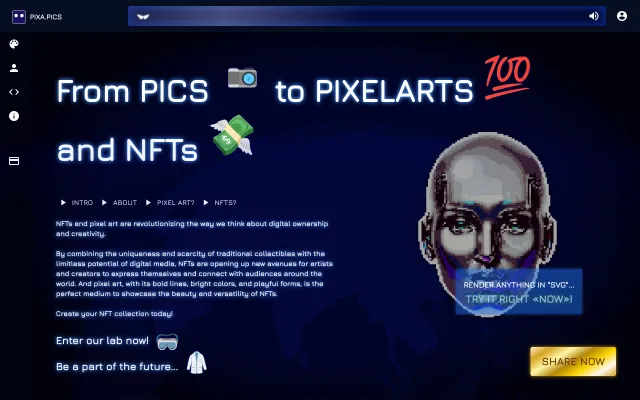 PIXA.PICS
From PICS 📷 to PIXELARTS 💯
and NFTs 💸
INTRO ABOUT PIXEL ART? NFTS?
NFTs and pixel art are revolutionizing the way we think about digital ownership
and creativity.
By combining the uniqueness and scarcity of traditional collectibles with the
limitless potential of digital media, NFTs are opening up new avenues for artists
and creators to express themselves and connect with audiences around the
world. And pixel art, with its bold lines, bright colors, and playful forms, is the
perfect medium to showcase the beauty and versatility of NFTs.
Create your NFT collection today!
Enter our lab now! 🥽
Be a part of the future... 🥼
RENDER ANYTHING IN "SVG"...
TRY IT RIGHT «NOW»!
SHARE NOW